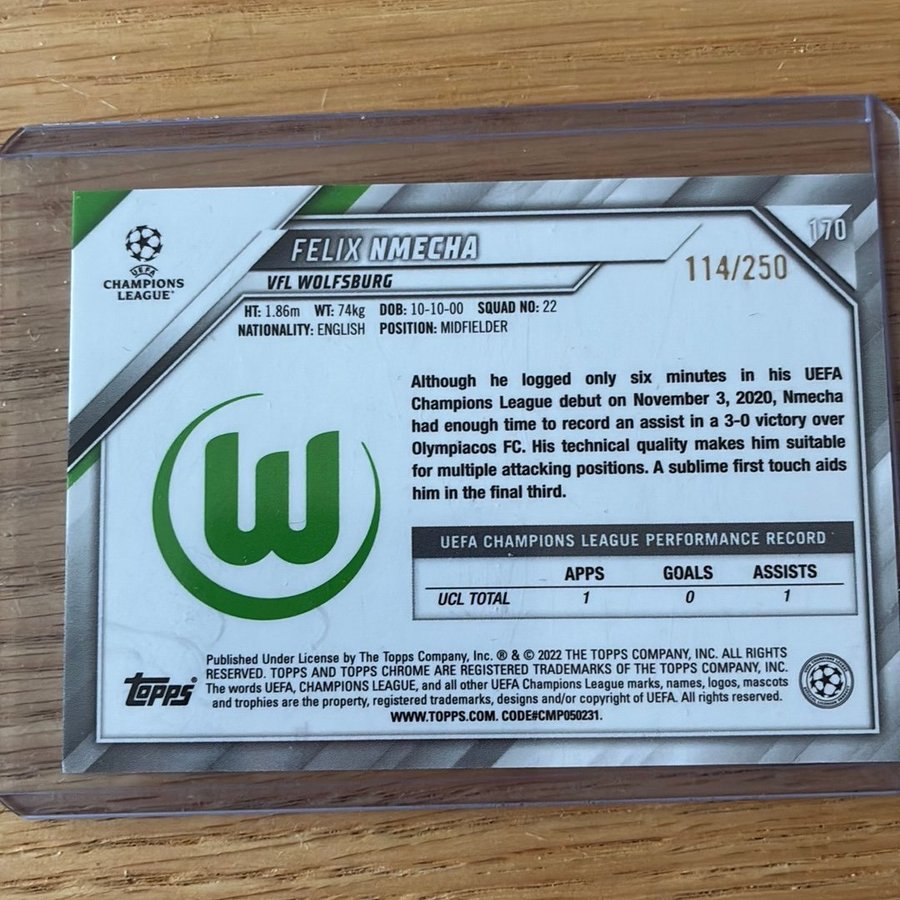 UEFA
CHAMPIONS
LEAGUE®
FELIX NMECHA
170
114/250
VFL WOLFSBURG
HT: 1.86m WT: 74kg DOB: 10-10-00 SQUAD NO: 22
NATIONALITY: ENGLISH POSITION: MIDFIELDER
Although he logged only six minutes in his UEFA
Champions League debut on November 3, 2020, Nmecha
had enough time to record an assist in a 3-0 victory over
Olympiacos FC. His technical quality makes him suitable
for multiple attacking positions. A sublime first touch aids
him in the final third.
W
UEFA CHAMPIONS LEAGUE PERFORMANCE RECORD
APPS GOALS ASSISTS
UCL TOTAL 1 0 1
Published Under License by The Topps Company, Inc. ® & © 2022 THE TOPPS COMPANY, INC. ALL RIGHTS
RESERVED. TOPPS AND TOPPS CHROME ARE REGISTERED TRADEMARKS OF THE TOPPS COMPANY, INC.
The words UEFA, CHAMPIONS LEAGUE, and all other UEFA Champions League marks, names, logos, mascots
and trophies are the property, registered trademarks, designs and/or copyright of UEFA. All rights reserved.
WWW.TOPPS.COM. CODE#CMP050231.
topps®